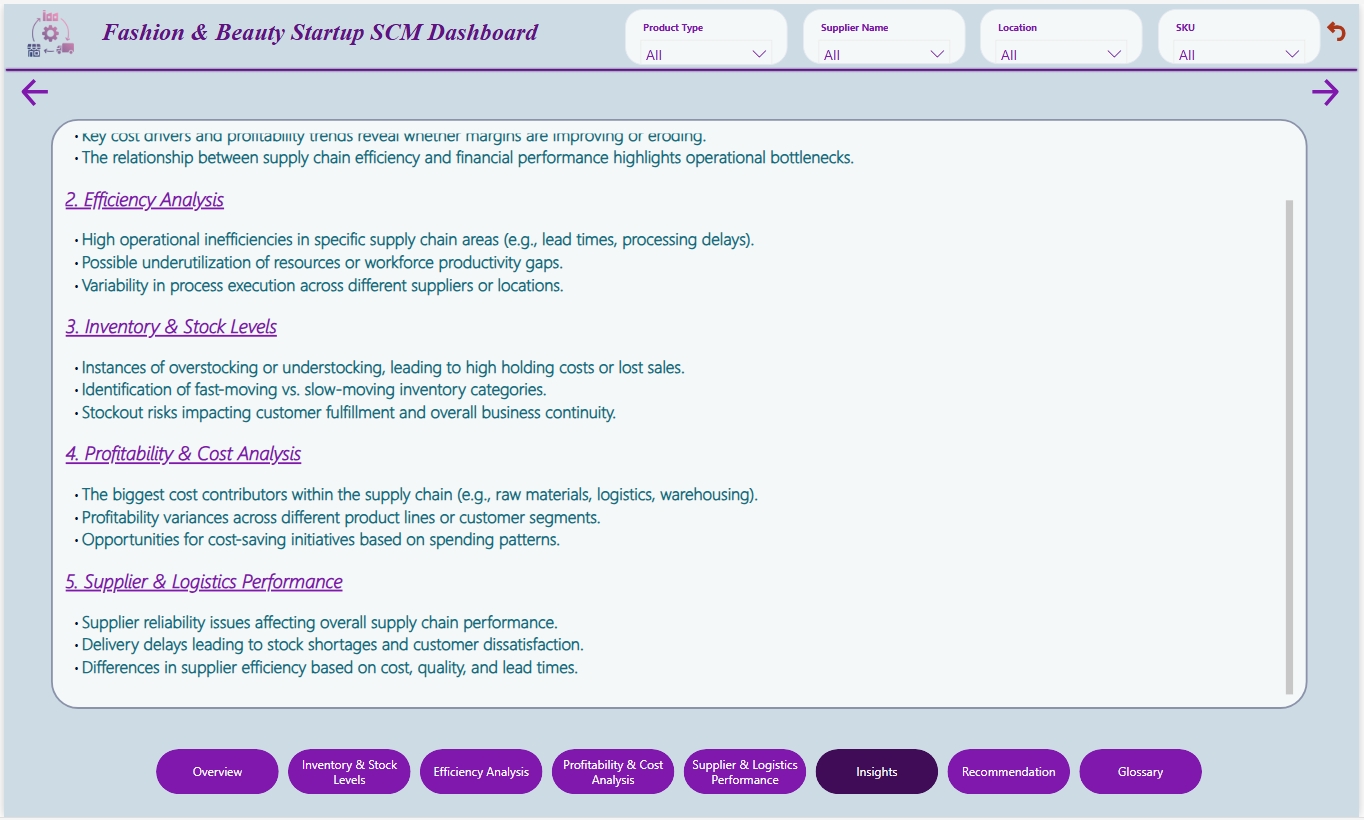 Fashion & Beauty Startup SCM Dashboard
Product Type
All
Supplier Name
All
Location
All
SKU
All
• Key cost drivers and profitability trends reveal whether margins are improving or eroding.
• The relationship between supply chain efficiency and financial performance highlights operational bottlenecks.
2. Efficiency Analysis
• High operational inefficiencies in specific supply chain areas (e.g., lead times, processing delays).
• Possible underutilization of resources or workforce productivity gaps.
• Variability in process execution across different suppliers or locations.
3. Inventory & Stock Levels
• Instances of overstocking or understocking, leading to high holding costs or lost sales.
• Identification of fast-moving vs. slow-moving inventory categories.
• Stockout risks impacting customer fulfillment and overall business continuity.
4. Profitability & Cost Analysis
• The biggest cost contributors within the supply chain (e.g., raw materials, logistics, warehousing).
• Profitability variances across different product lines or customer segments.
• Opportunities for cost-saving initiatives based on spending patterns.
5. Supplier & Logistics Performance
• Supplier reliability issues affecting overall supply chain performance.
• Delivery delays leading to stock shortages and customer dissatisfaction.
• Differences in supplier efficiency based on cost, quality, and lead times.
Overview
Inventory & Stock
Levels
Efficiency Analysis
Profitability & Cost
Analysis
Supplier & Logistics
Performance
Insights
Recommendation
Glossary